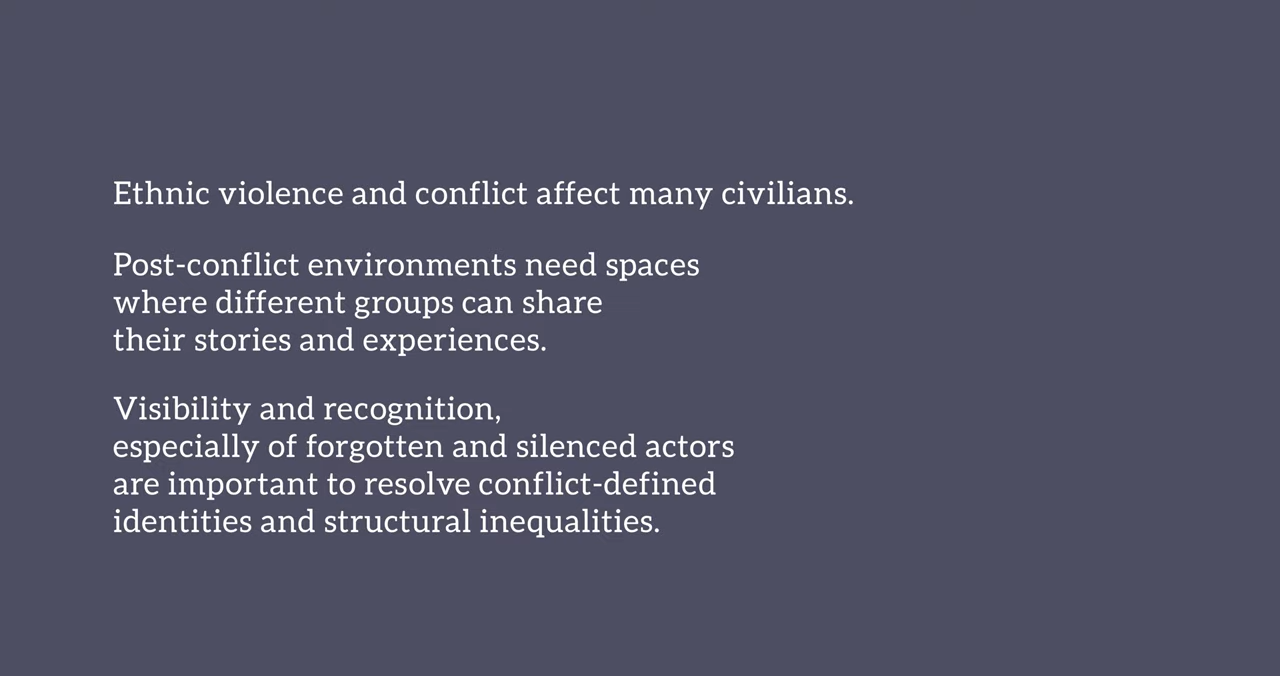 Ethnic violence and conflict affect many civilians.
Post-conflict environments need spaces
where different groups can share
their stories and experiences.
Visibility and recognition,
especially of forgotten and silenced actors
are important to resolve conflict-defined
identities and structural inequalities.